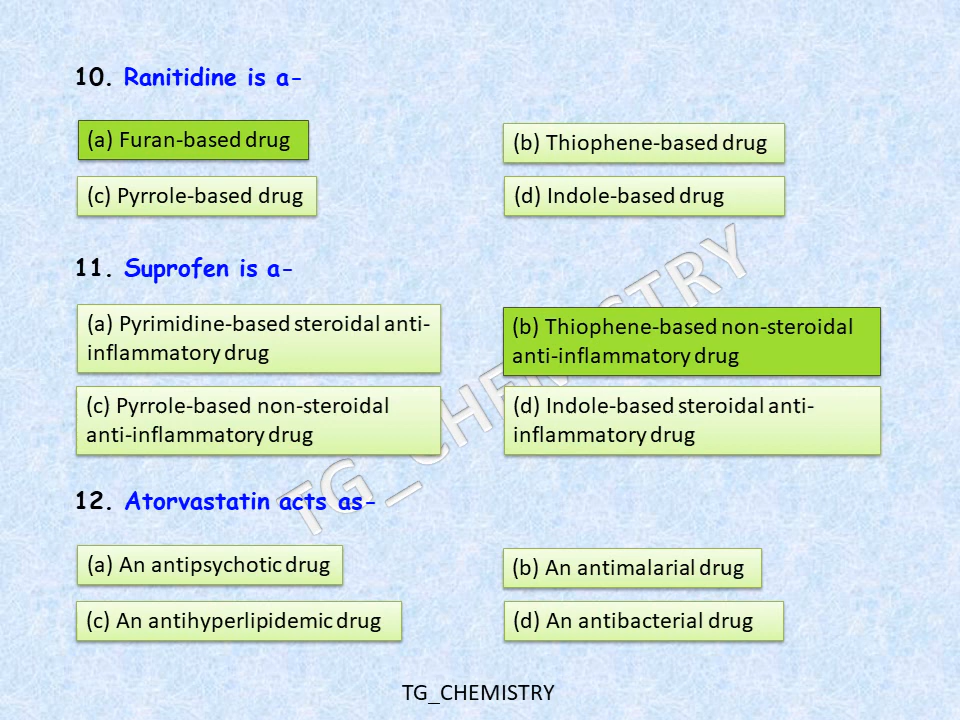 10. Ranitidine is a-
(a) Furan-based drug
(b) Thiophene-based drug
(c) Pyrrole-based drug
(d) Indole-based drug
11. Suprofen is a-
(a) Pyrimidine-based steroidal anti-
inflammatory drug
(b) Thiophene-based non-steroidal
anti-inflammatory drug
(c) Pyrrole-based non-steroidal
anti-inflammatory drug
(d) Indole-based steroidal anti-
inflammatory drug
TG_CHEMISTRY
12. Atorvastatin acts as-
(a) An antipsychotic drug
(b) An antimalarial drug
(c) An antihyperlipidemic drug
(d) An antibacterial drug
TG_CHEMISTRY